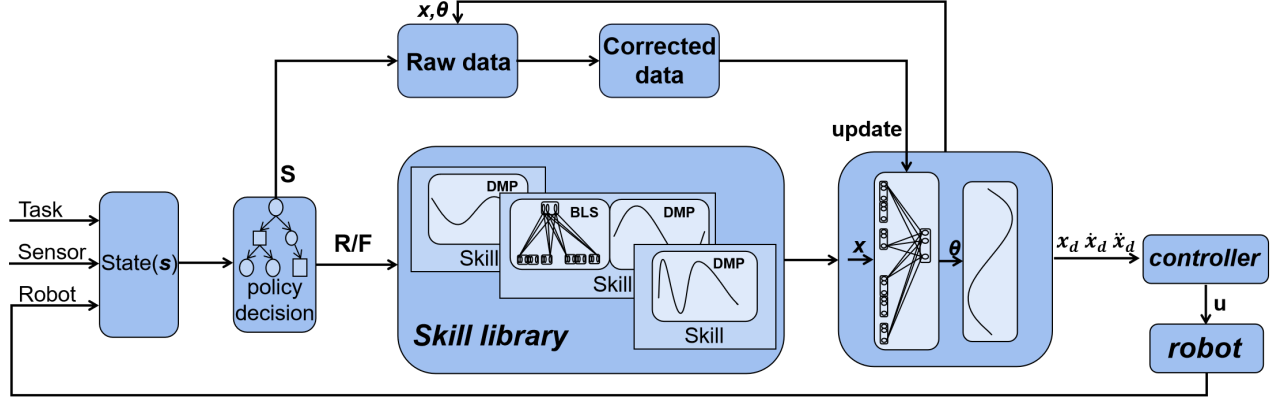 x,θ
Raw data
Corrected
data
update
S
Task
Sensor
Robot
State(s)
policy
decision
R/F
DMP
Skill
BLS
DMP
Skill
DMP
Skill
Skill library
x
θ
x_d ẋ_d ẍ_d
controller
u
robot